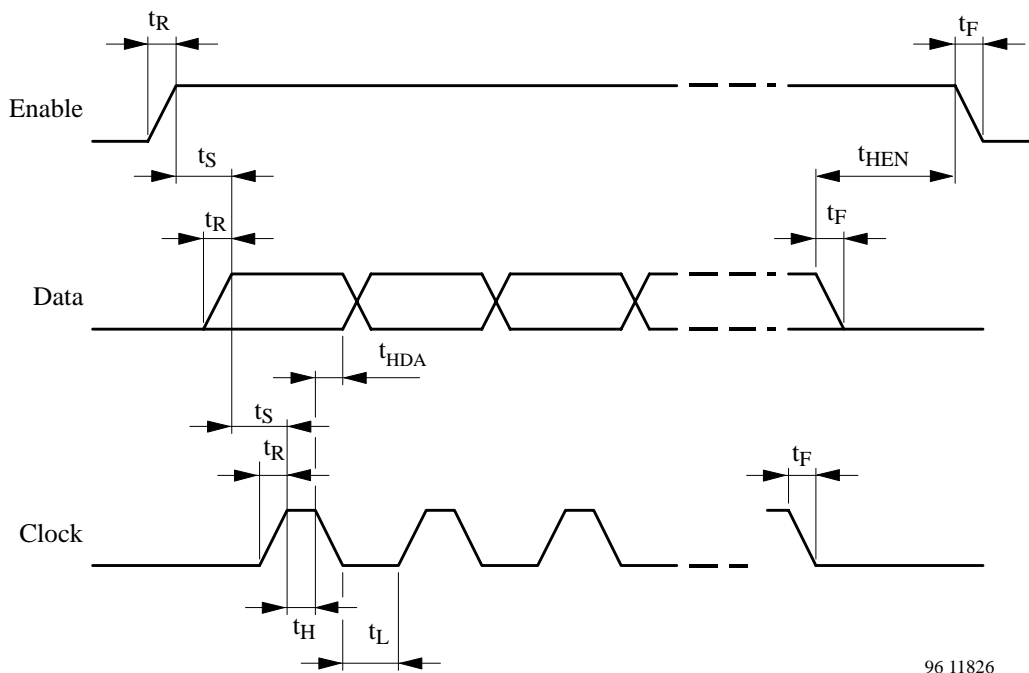 tR
tF
Enable
tS
tHEN
tR
tF
Data
tHDA
tS
tR
tF
Clock
tH
tL
96 11826